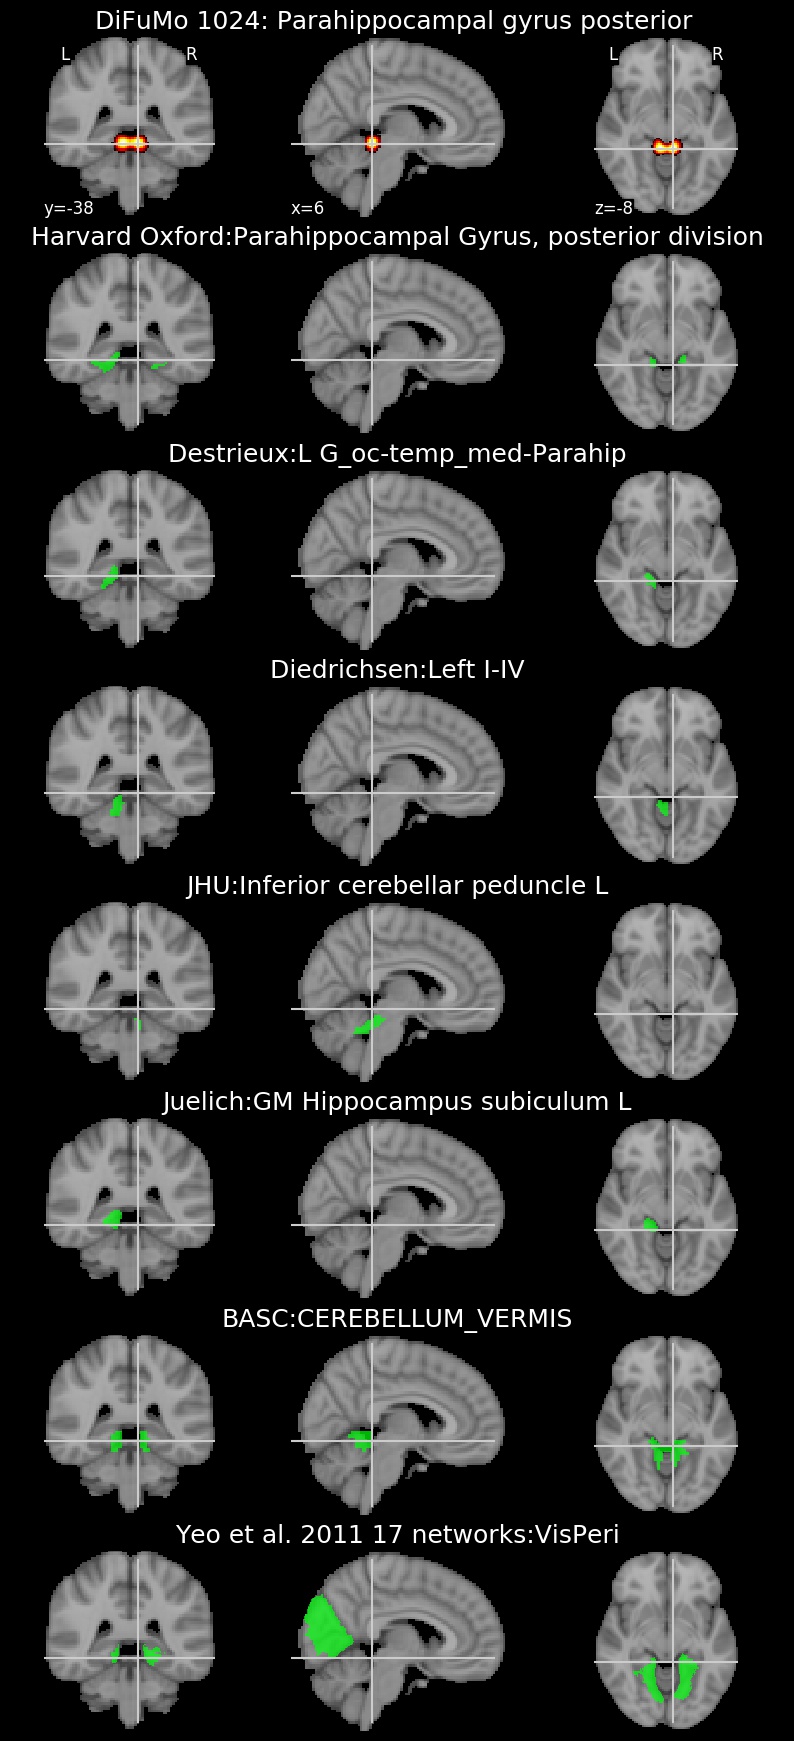 DiFuMo 1024: Parahippocampal gyrus posterior
L R L R
y=-38 x=6 z=-8
Harvard Oxford:Parahippocampal Gyrus, posterior division
Destrieux:L G_oc-temp_med-Parahip
Diedrichsen:Left I-IV
JHU:Inferior cerebellar peduncle L
Juelich:GM Hippocampus subiculum L
BASC:CEREBELLUM_VERMIS
Yeo et al. 2011 17 networks:VisPeri